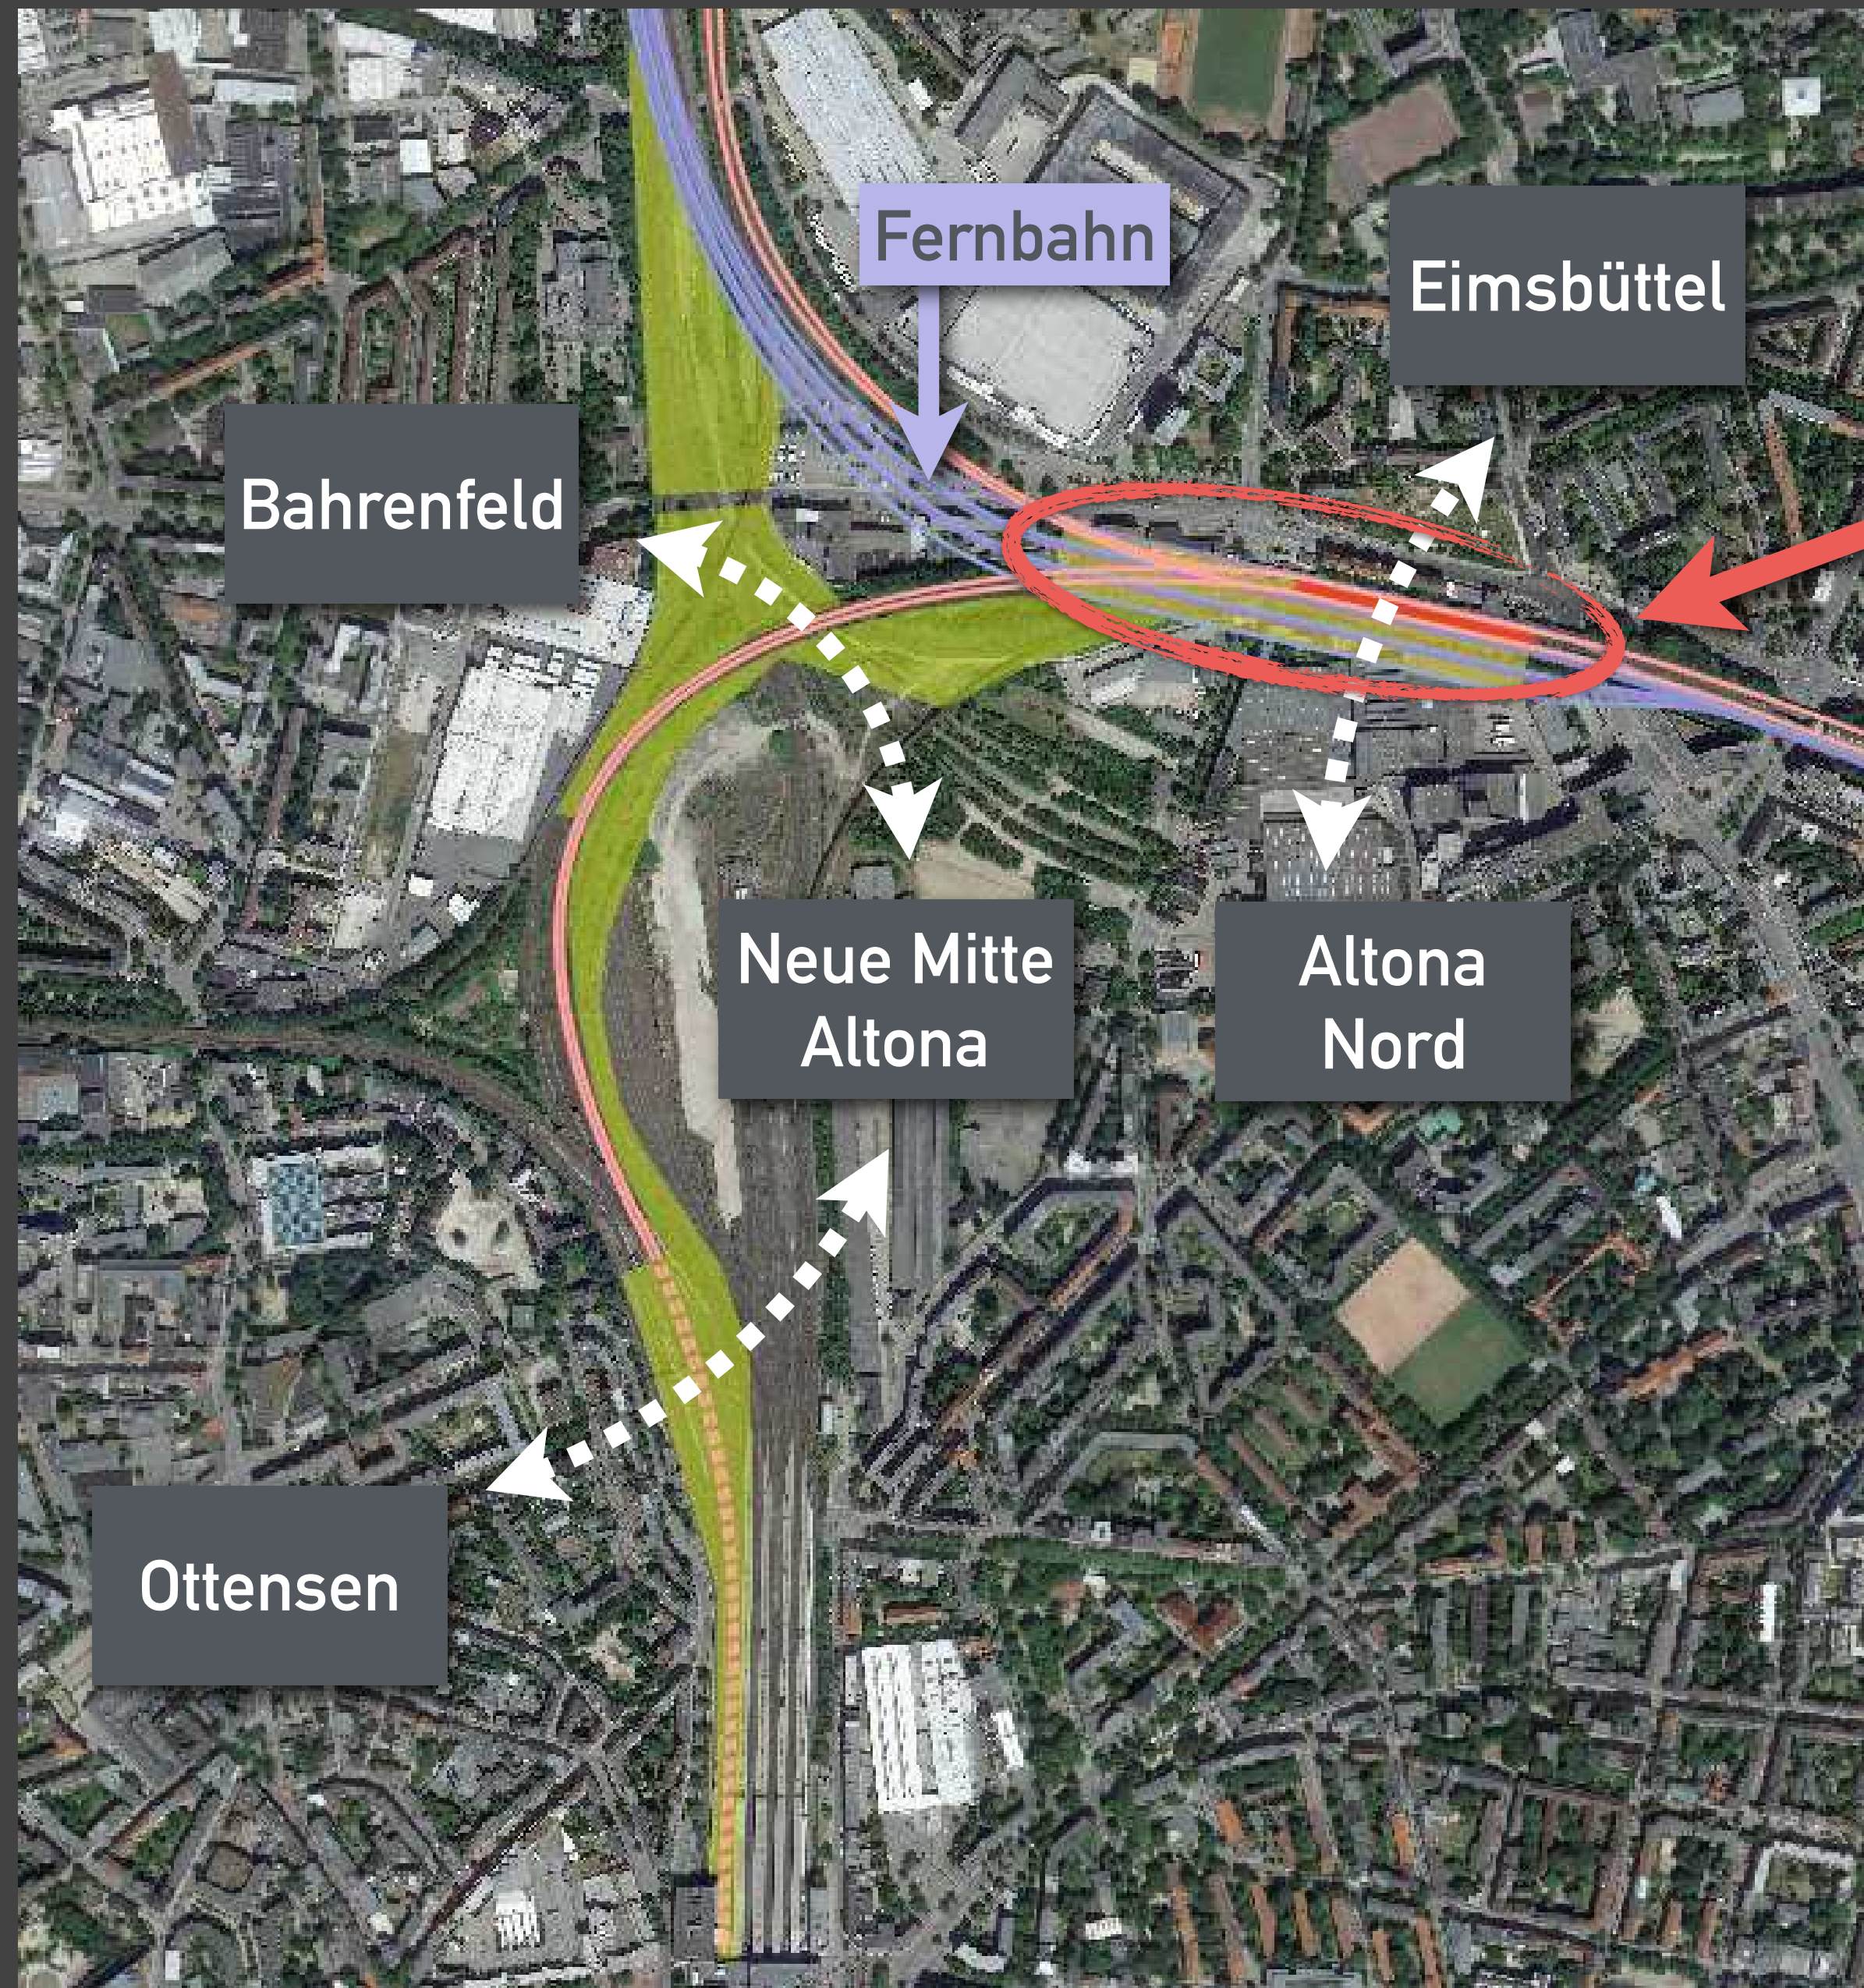 Fernbahn
Eimsbüttel
Bahrenfeld
Neue Mitte
Altona
Altona
Nord
Ottensen